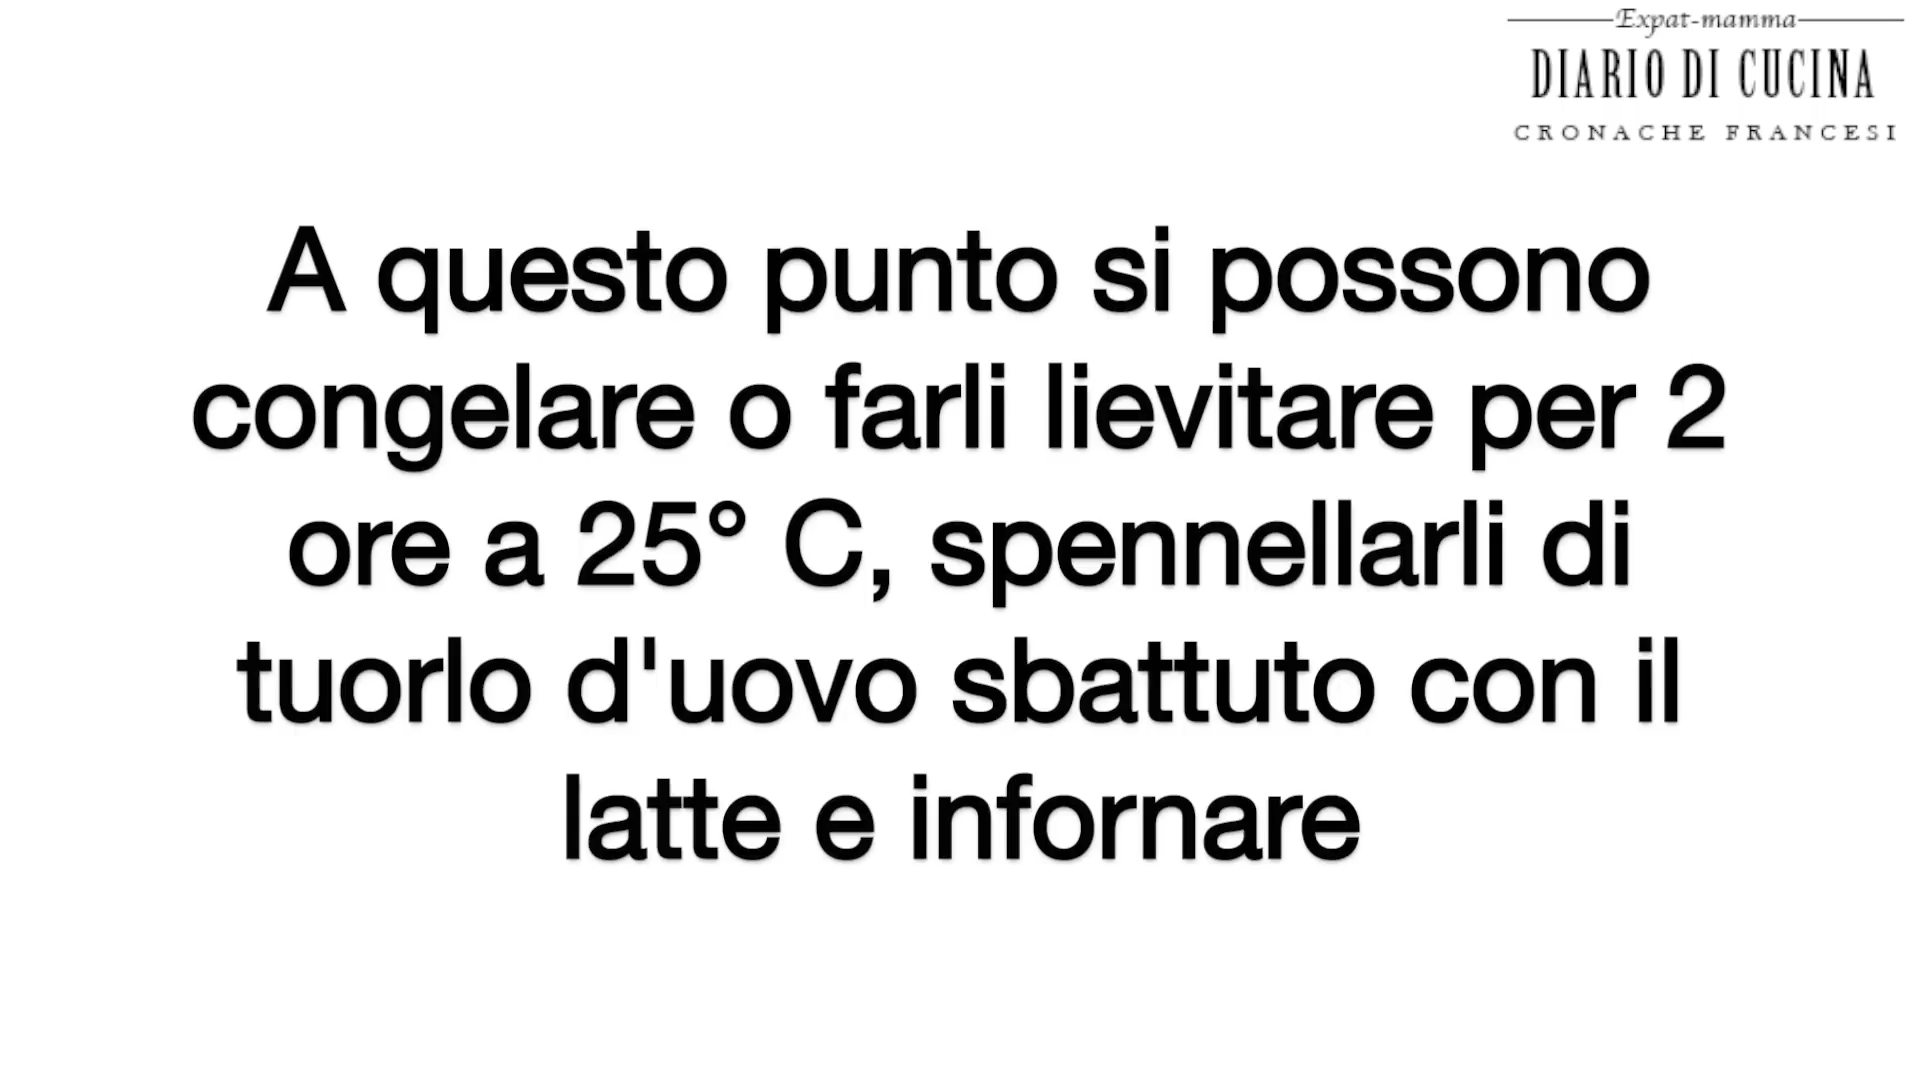 Expat-mamma
DIARIO DI CUCINA
CRONACHE FRANCESI
A questo punto si possono
congelare o farli lievitare per 2
ore a 25° C, spennellarli di
tuorlo d'uovo sbattuto con il
latte e infornare